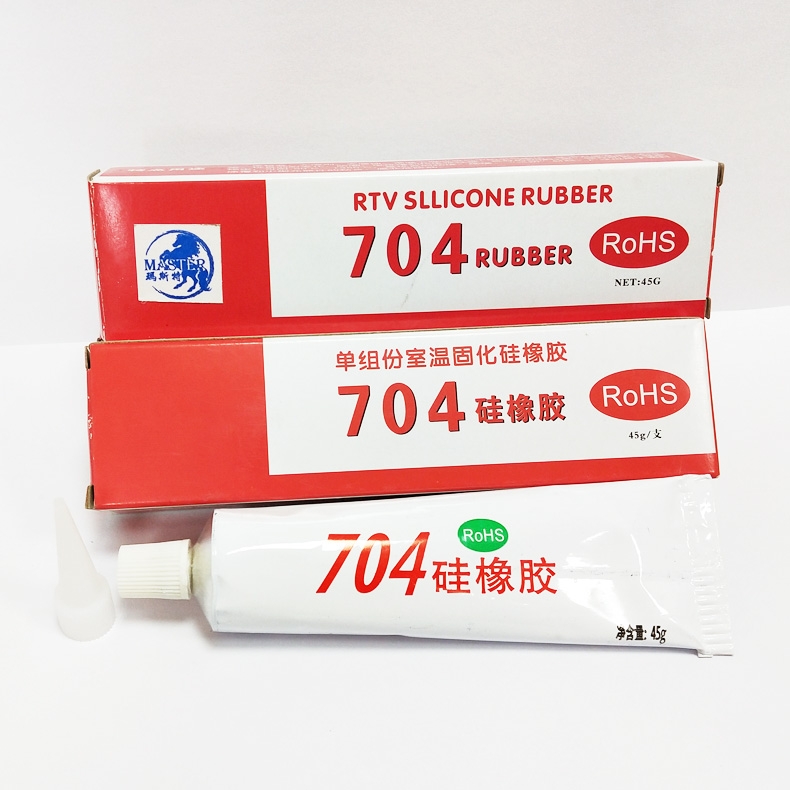 RTV SLLICONE RUBBER
704 RUBBER
RoHS
NET:45G
MASTER
玛斯特
单组份室温固化硅橡胶
704 硅橡胶
RoHS
45g/支
704 硅橡胶
RoHS
净含量: 45g